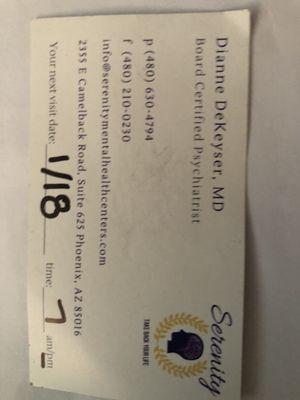 Serenity
TAKE BACK YOUR LIFE
Dianne DeKeyser, MD
Board Certified Psychiatrist
p (480) 630-4794
f (480) 210-0230
info@serenitymentalhealthcenters.com
2355 E Camelback Road, Suite 625 Phoenix, AZ 85016
Your next visit date: 1/18 time: 7 am/pm